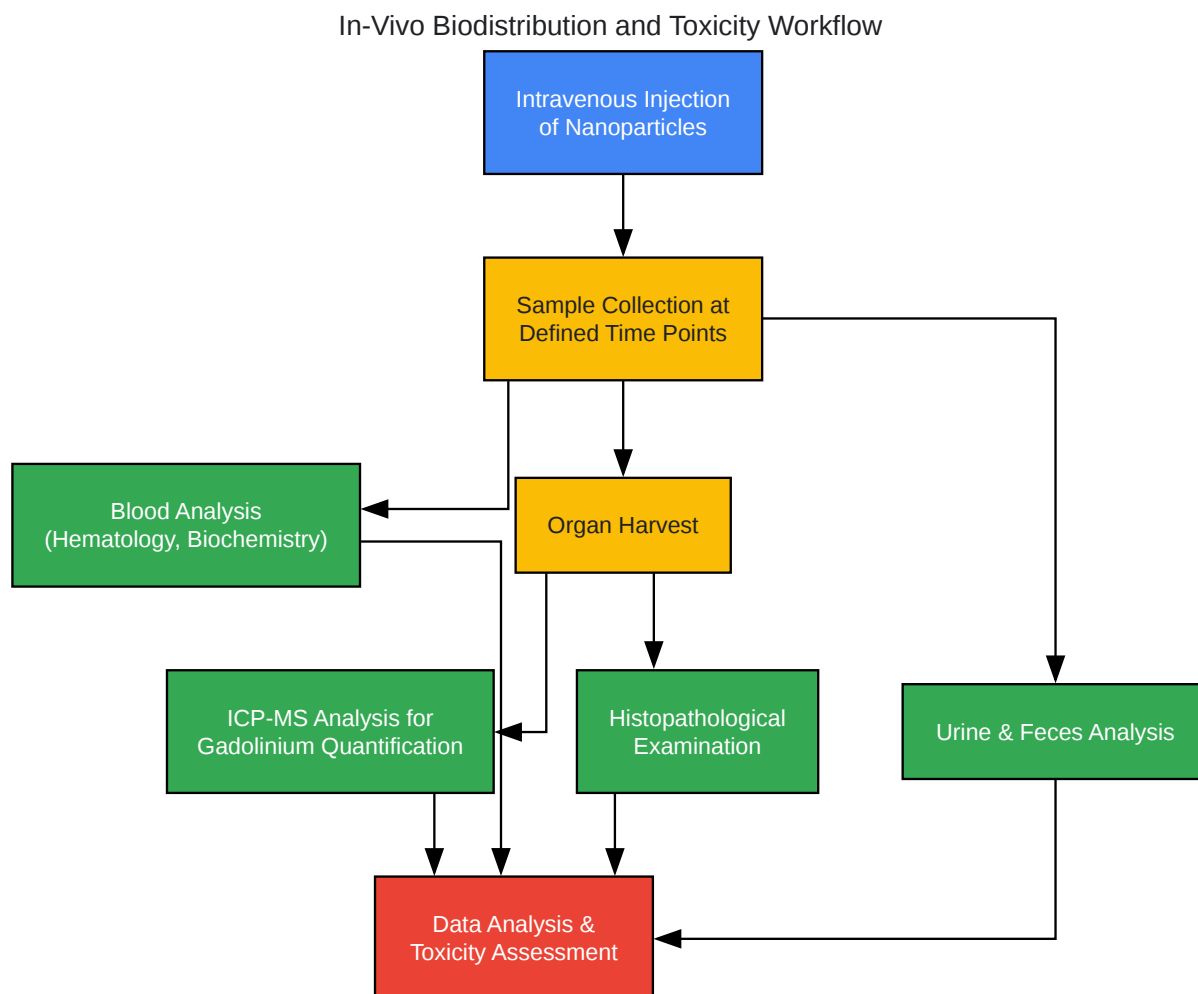 In-Vivo Biodistribution and Toxicity Workflow
Intravenous Injection
of Nanoparticles
Sample Collection at
Defined Time Points
Blood Analysis
(Hematology, Biochemistry)
Organ Harvest
ICP-MS Analysis for
Gadolinium Quantification
Histopathological
Examination
Urine & Feces Analysis
Data Analysis &
Toxicity Assessment